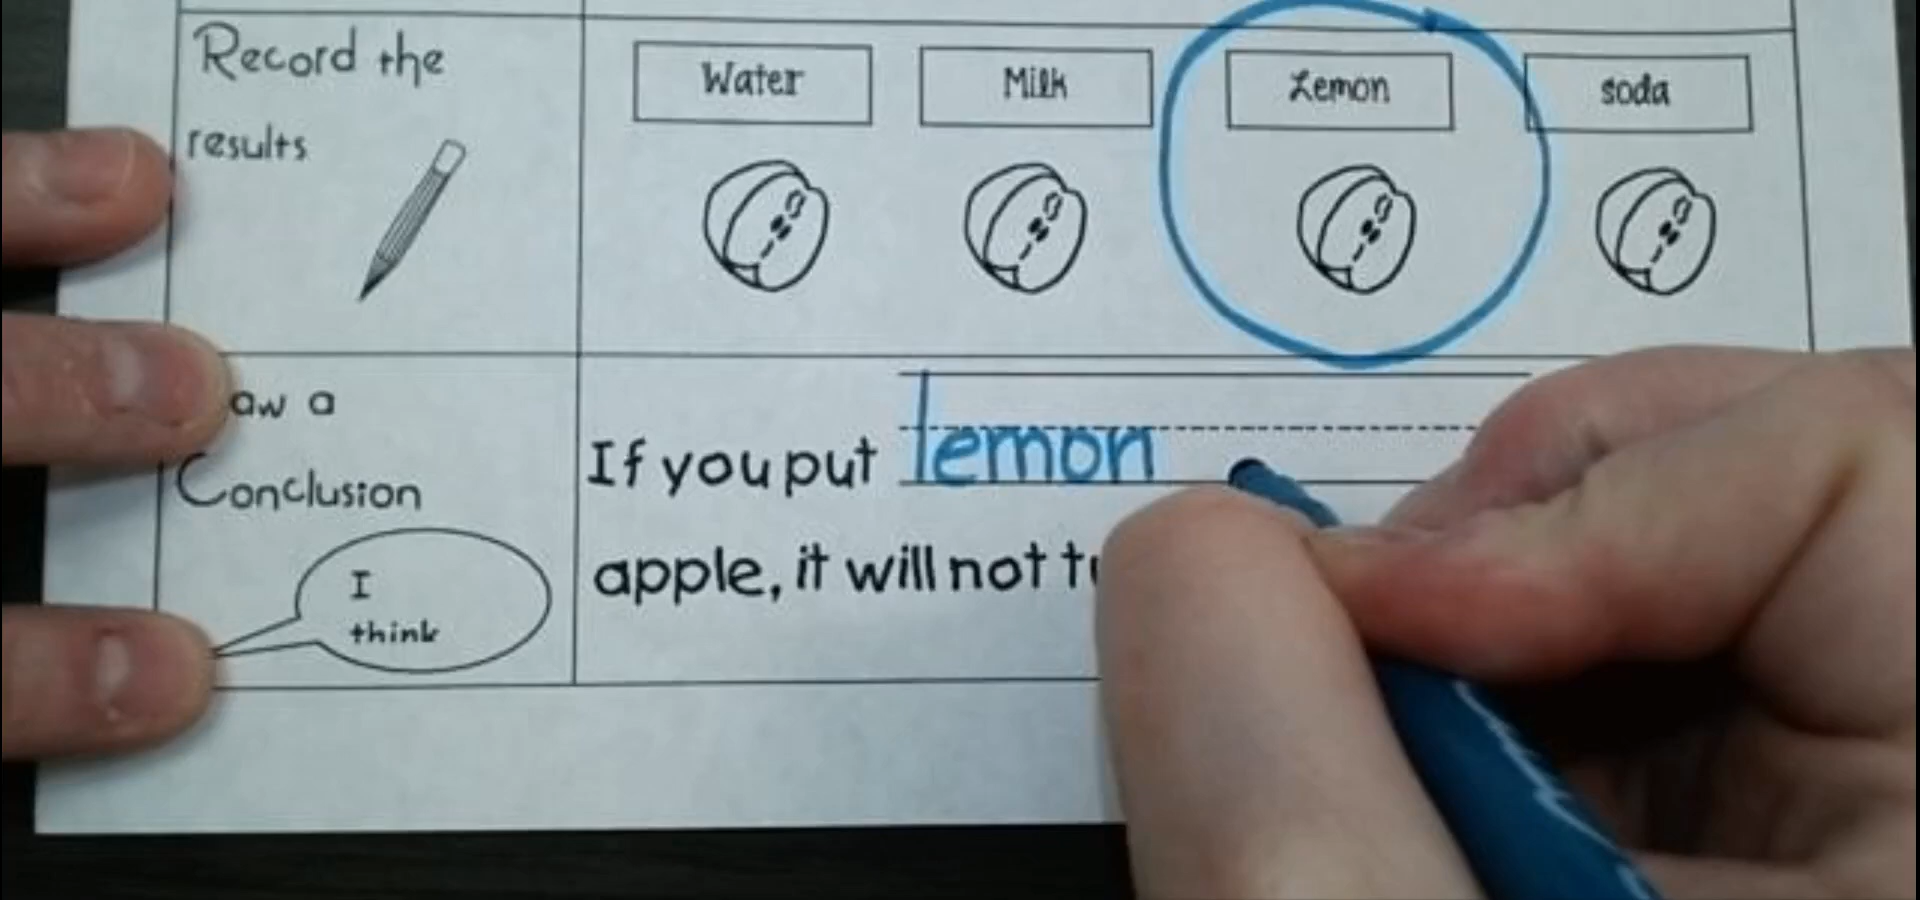 Record the
results
Water
Milk
Lemon
soda
aw a
Conclusion
I
think
If you put lemon
apple, it will not